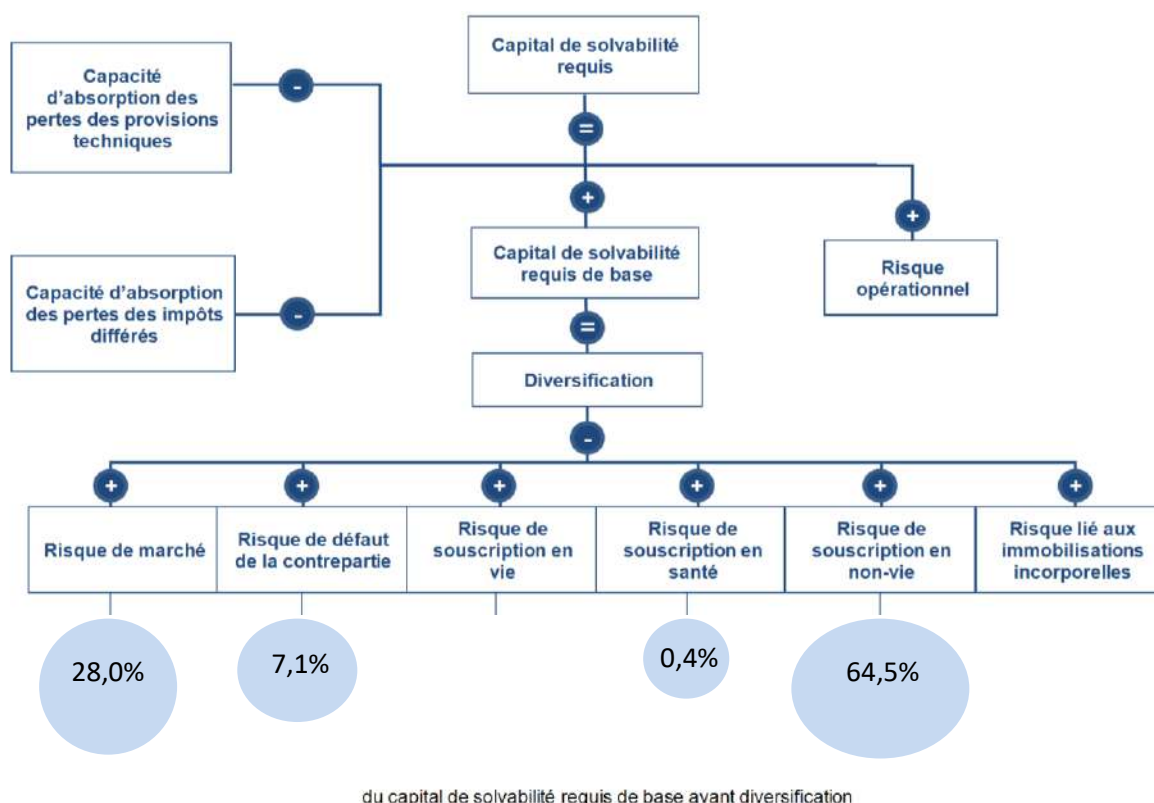 Capital de solvabilité
requis
Capacité
d'absorption des
pertes des provisions
techniques
-
=
+
+
Capital de solvabilité
requis de base
Risque
opérationnel
Capacité d'absorption
des pertes des impôts
différés
-
=
Diversification
-
+
+
+
+
+
+
Risque de marché
Risque de défaut
de la contrepartie
Risque de
souscription en
vie
Risque de
souscription en
santé
Risque de
souscription en
non-vie
Risque lié aux
immobilisations
incorporelles
28,0%
7,1%
0,4%
64,5%
du capital de solvabilité requis de base avant diversification